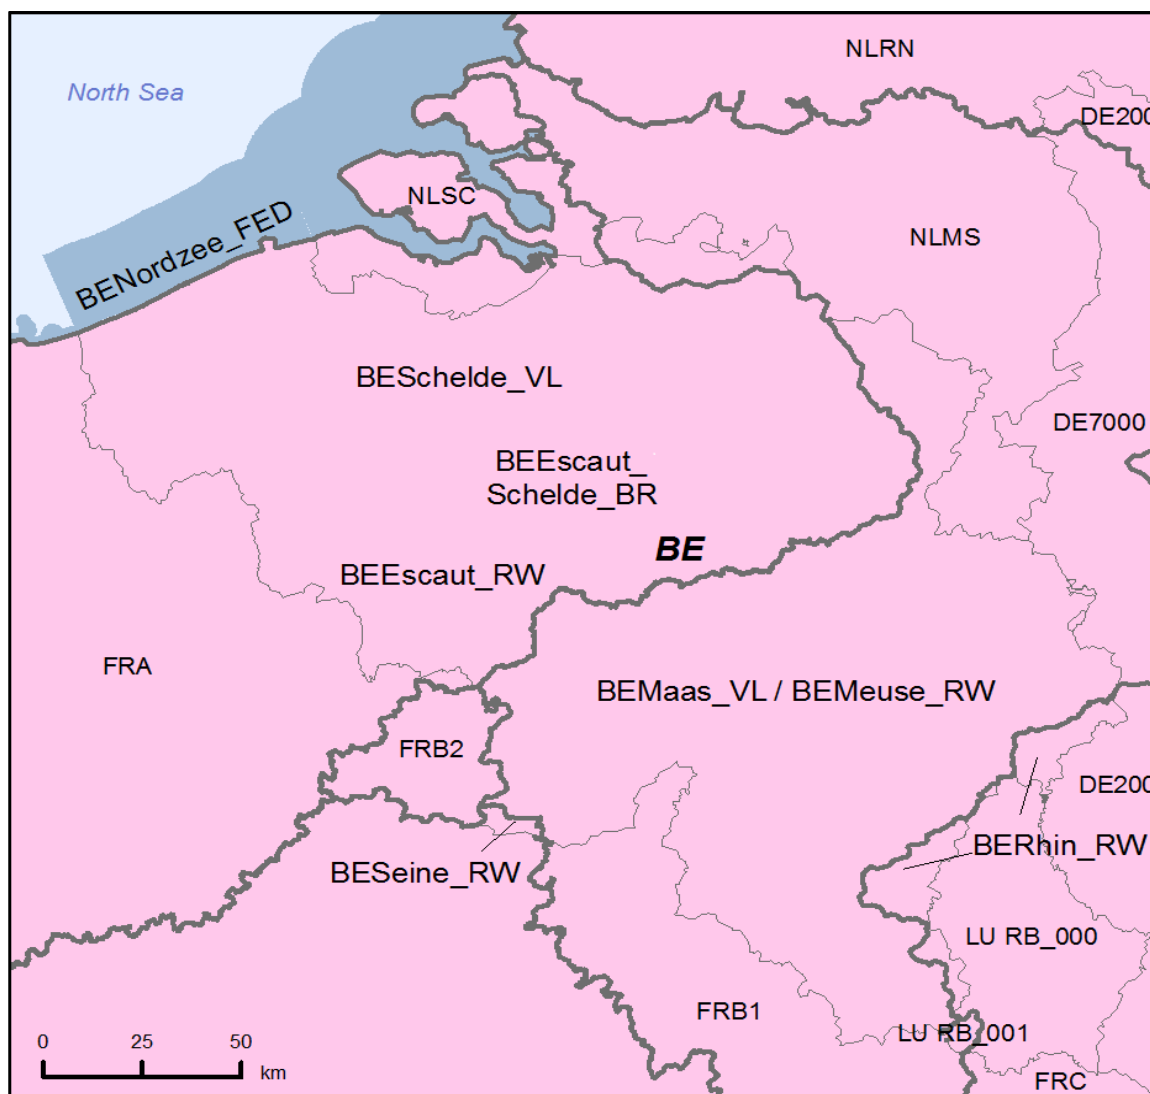 NLRN
North Sea
DE200
NLSC
BENordzee_FED
NLMS
BESchelde_VL
DE7000
BEEscaut_
Schelde_BR
BE
BEEscaut_RW
FRA
BEMaas_VL / BEMeuse_RW
FRB2
DE200
BERhin_RW
BESeine_RW
LU RB_000
FRB1
LU RB_001
0 25 50
km
FRC